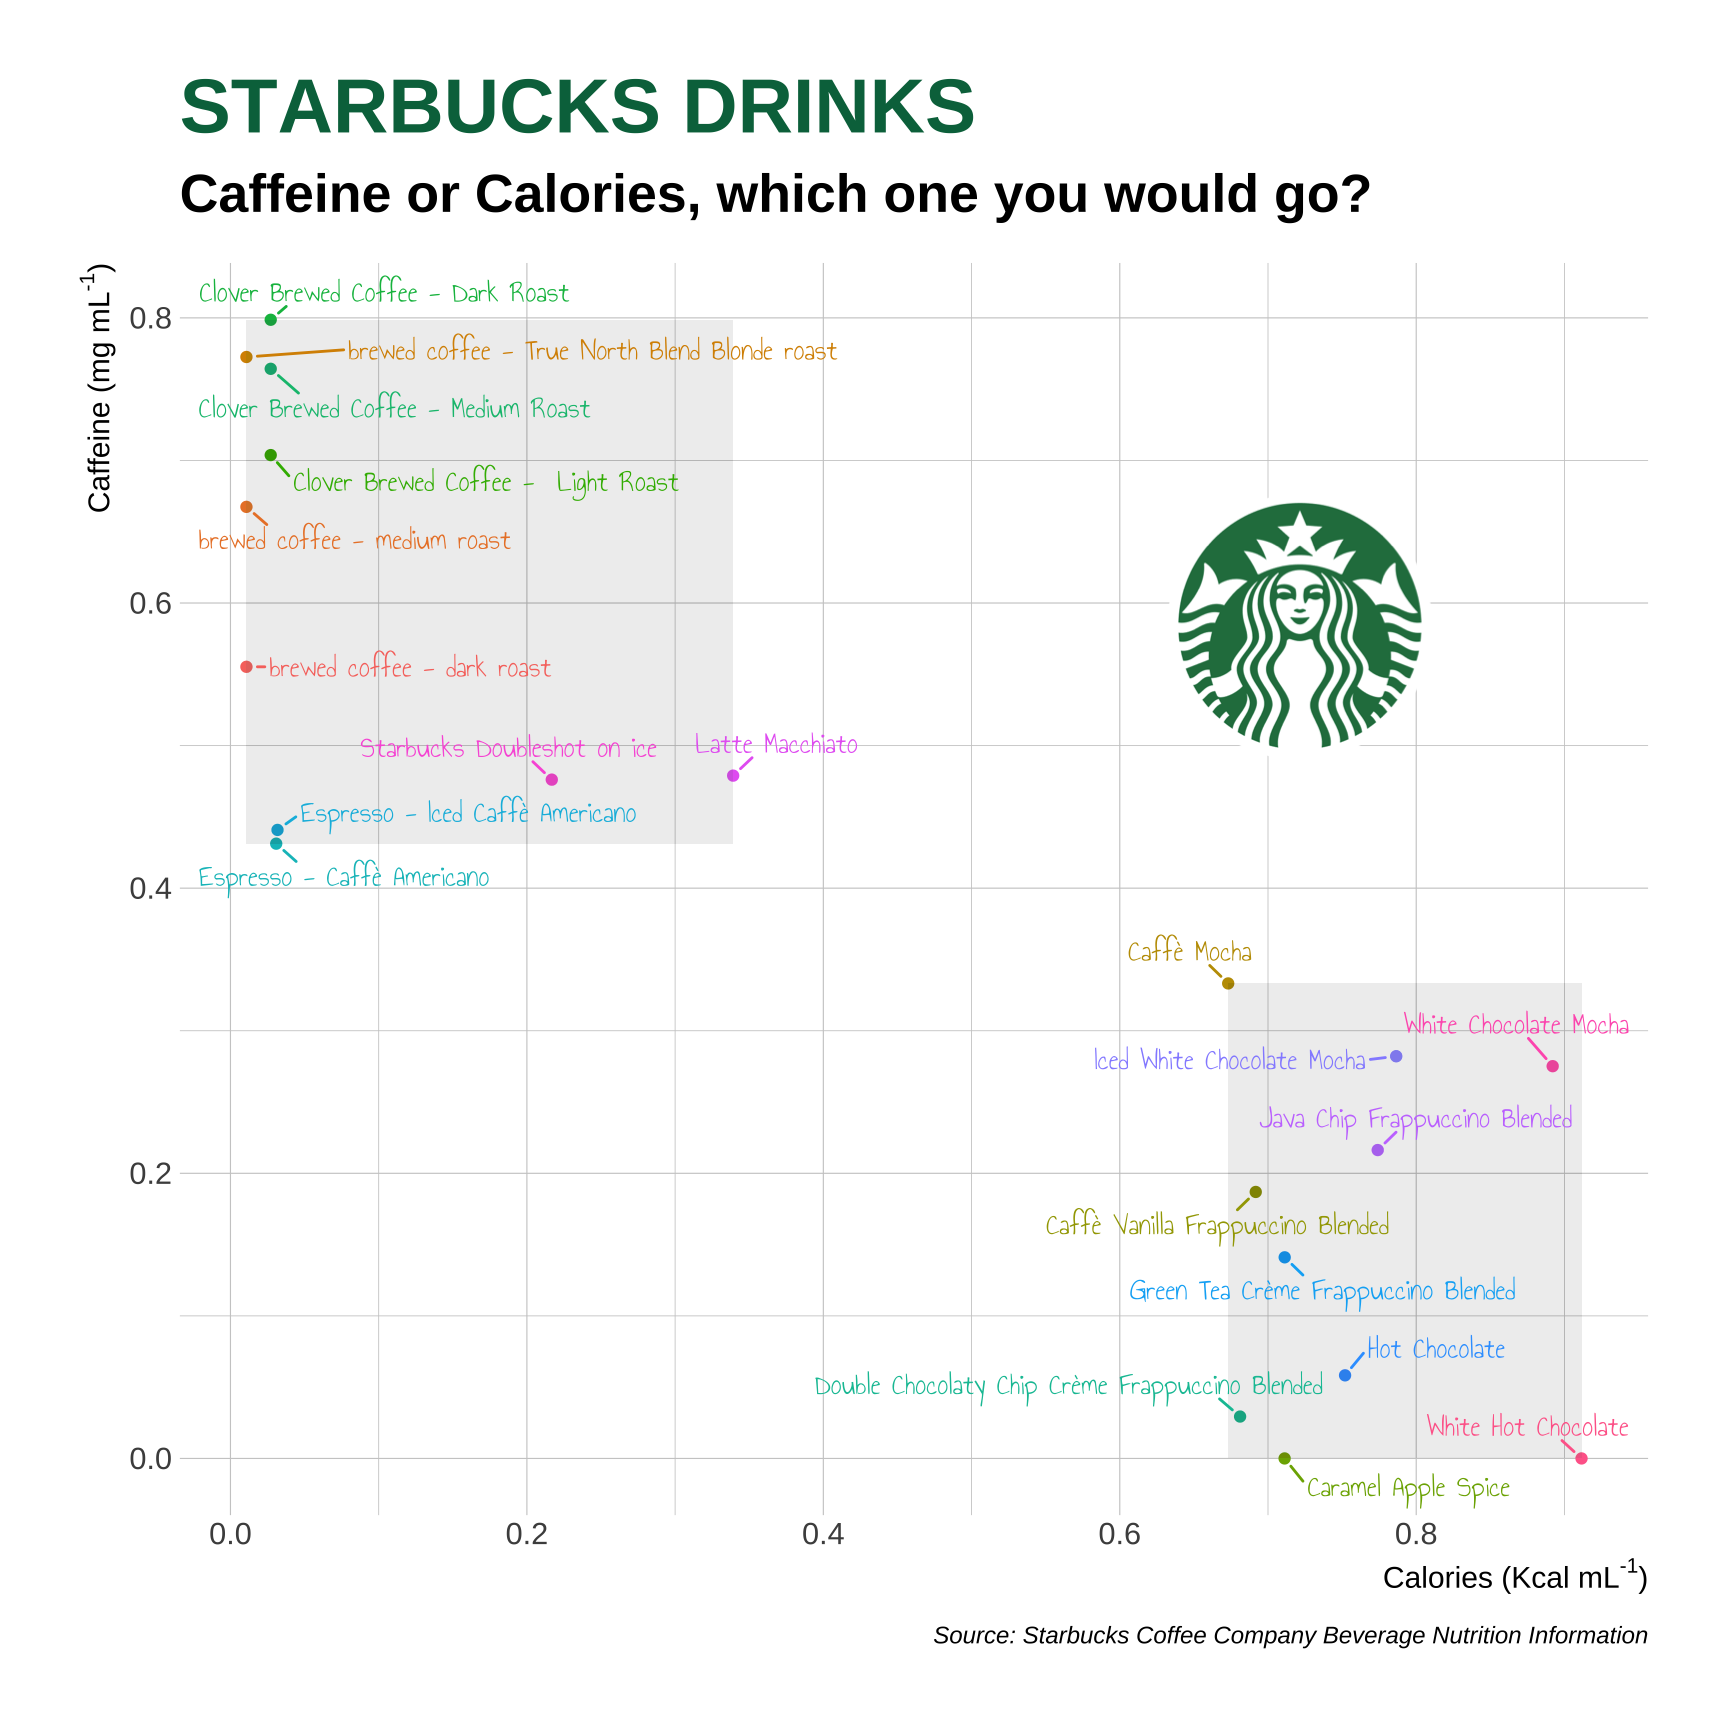 STARBUCKS DRINKS
Caffeine or Calories, which one you would go?
Caffeine (mg mL-1)
0.8
0.6
0.4
0.2
0.0
Clover Brewed Coffee - Dark Roast
brewed coffee - True North Blend Blonde roast
Clover Brewed Coffee - Medium Roast
Clover Brewed Coffee -  Light Roast
brewed coffee - medium roast
brewed coffee - dark roast
Starbucks Doubleshot on ice
Latte Macchiato
Espresso - Iced Caffè Americano
Espresso - Caffè Americano
Caffè Mocha
White Chocolate Mocha
Iced White Chocolate Mocha
Java Chip Frappuccino Blended
Caffè Vanilla Frappuccino Blended
Green Tea Crème Frappuccino Blended
Hot Chocolate
Double Chocolaty Chip Crème Frappuccino Blended
White Hot Chocolate
Caramel Apple Spice
0.0 0.2 0.4 0.6 0.8
Calories (Kcal mL-1)
Source: Starbucks Coffee Company Beverage Nutrition Information